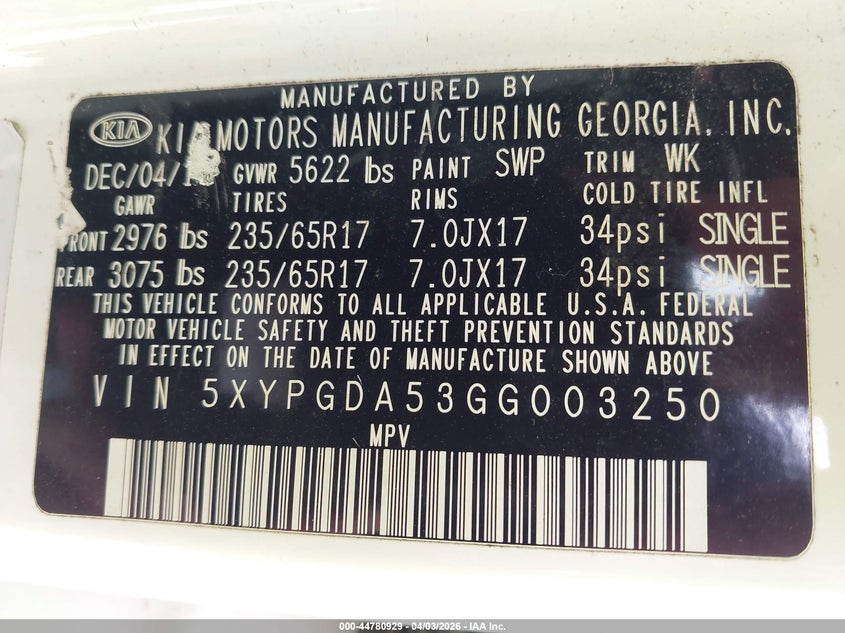 MANUFACTURED BY
KIA KIA MOTORS MANUFACTURING GEORGIA, INC.
GVWR 5622 lbs PAINT SWP TRIM WK
GAWR TIRES RIMS COLD TIRE INFL
FRONT 2976 lbs 235/65R17 7.0JX17 34psi SINGLE
REAR 3075 lbs 235/65R17 7.0JX17 34psi SINGLE
THIS VEHICLE CONFORMS TO ALL APPLICABLE U.S.A. FEDERAL
MOTOR VEHICLE SAFETY AND THEFT PREVENTION STANDARDS
IN EFFECT ON THE DATE OF MANUFACTURE SHOWN ABOVE
VIN 5XYPGDA53GG003250
MPV
000-44780929 - 04/03/2026 - IAA Inc.